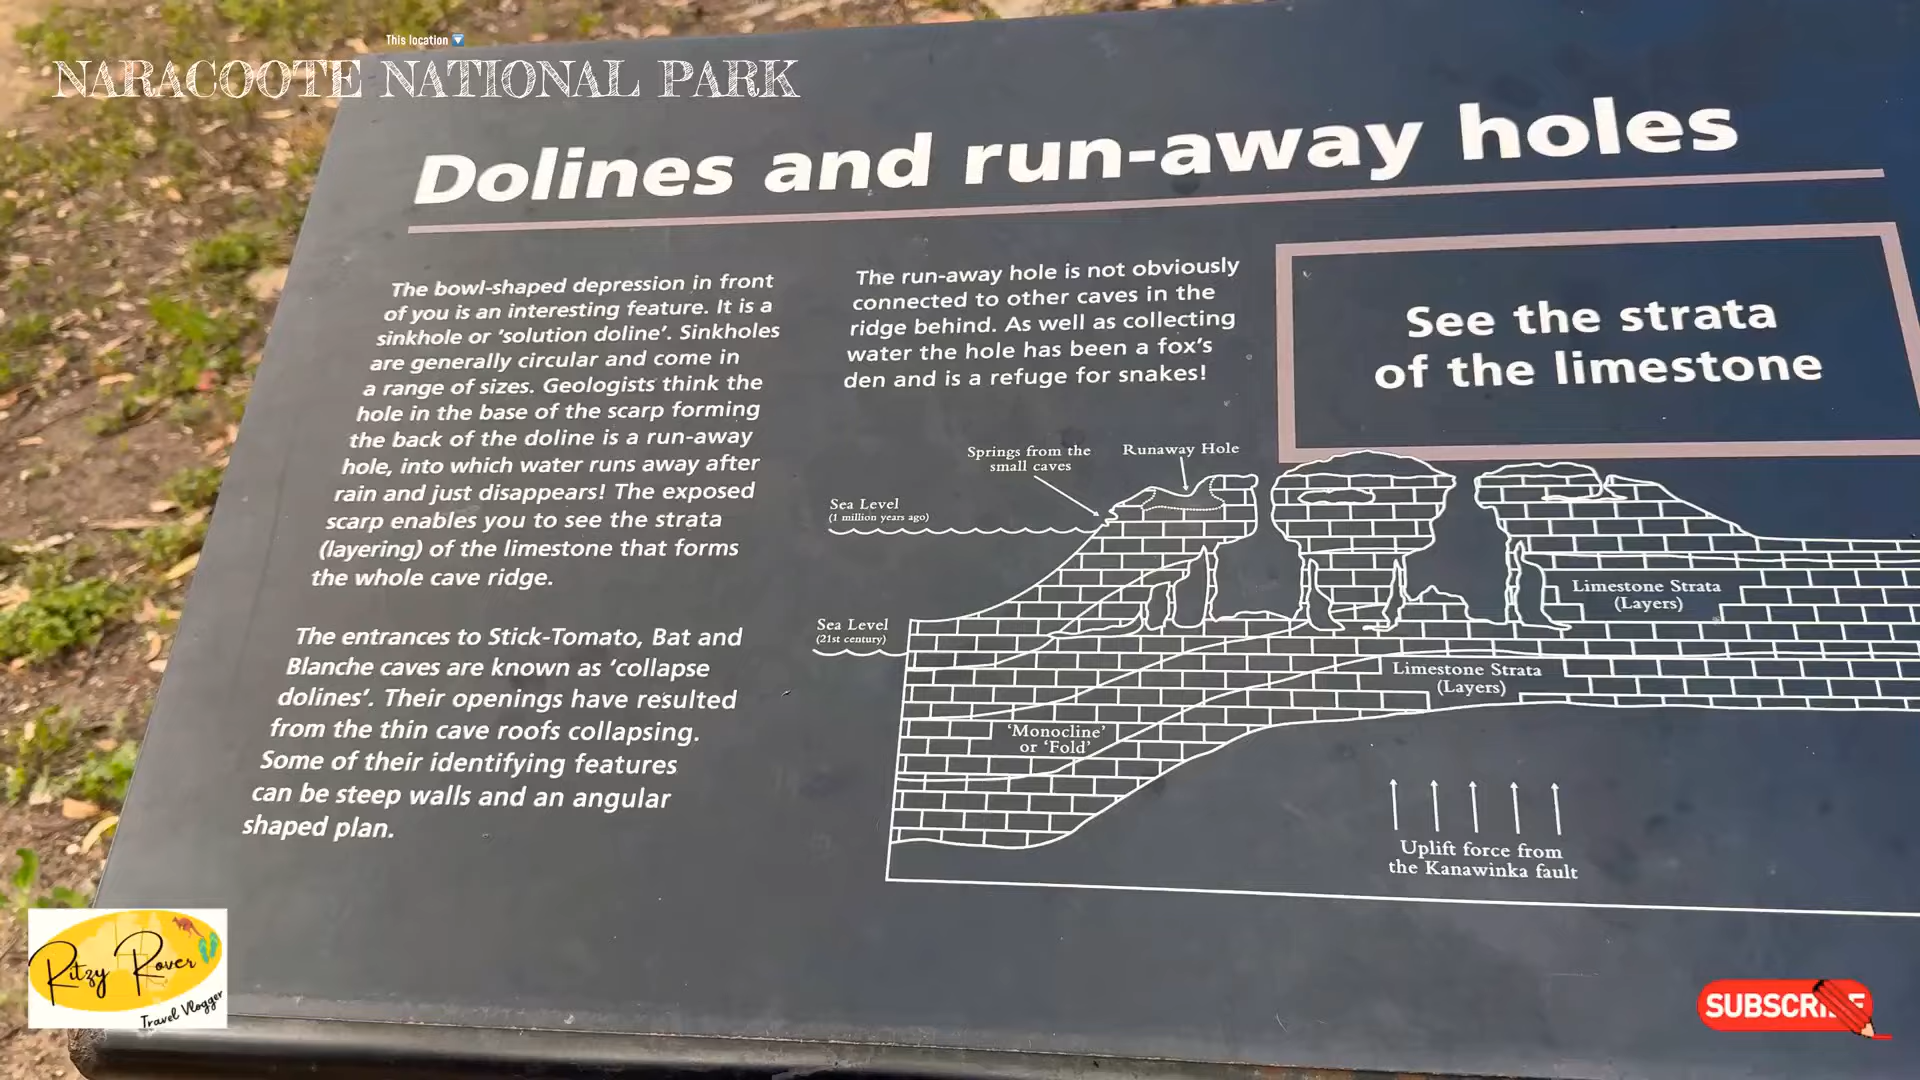 This location
NARACOOTE NATIONAL PARK
Dolines and run-away holes
The bowl-shaped depression in front
of you is an interesting feature. It is a
sinkhole or ‘solution doline’. Sinkholes
are generally circular and come in
a range of sizes. Geologists think the
hole in the base of the scarp forming
the back of the doline is a run-away
hole, into which water runs away after
rain and just disappears! The exposed
scarp enables you to see the strata
(layering) of the limestone that forms
the whole cave ridge.
The entrances to Stick-Tomato, Bat and
Blanche caves are known as ‘collapse
dolines’. Their openings have resulted
from the thin cave roofs collapsing.
Some of their identifying features
can be steep walls and an angular
shaped plan.
The run-away hole is not obviously
connected to other caves in the
ridge behind. As well as collecting
water the hole has been a fox’s
den and is a refuge for snakes!
See the strata
of the limestone
Springs from the
small caves
Runaway Hole
Sea Level
(1 million years ago)
Sea Level
(21st century)
Limestone Strata
(Layers)
Limestone Strata
(Layers)
‘Monocline’
or ‘Fold’
Uplift force from
the Kanawinka fault
Ritzy Rover
Travel Vlogger
SUBSCRIBE